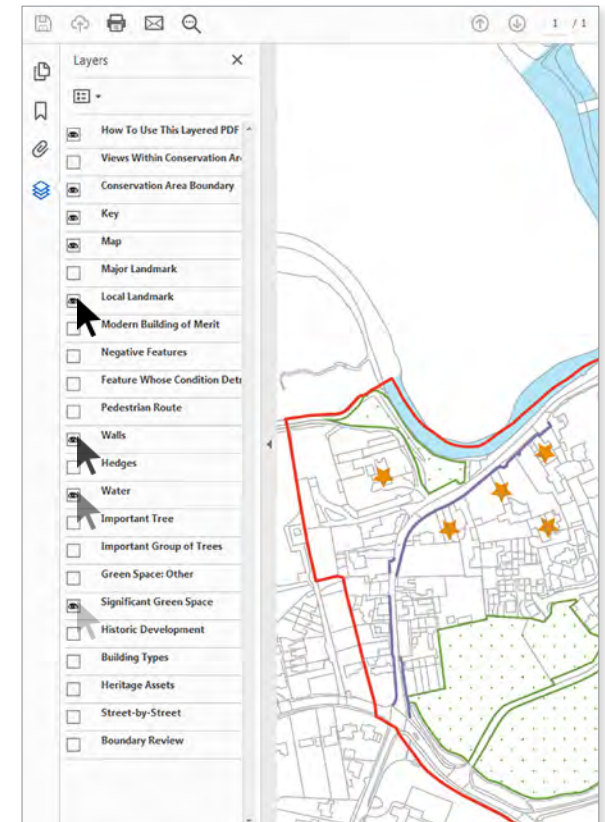 1 / 1
Layers
How To Use This Layered PDF
Views Within Conservation Are
Conservation Area Boundary
Key
Map
Major Landmark
Local Landmark
Modern Building of Merit
Negative Features
Feature Whose Condition Detr
Pedestrian Route
Walls
Hedges
Water
Important Tree
Important Group of Trees
Green Space: Other
Significant Green Space
Historic Development
Building Types
Heritage Assets
Street-by-Street
Boundary Review